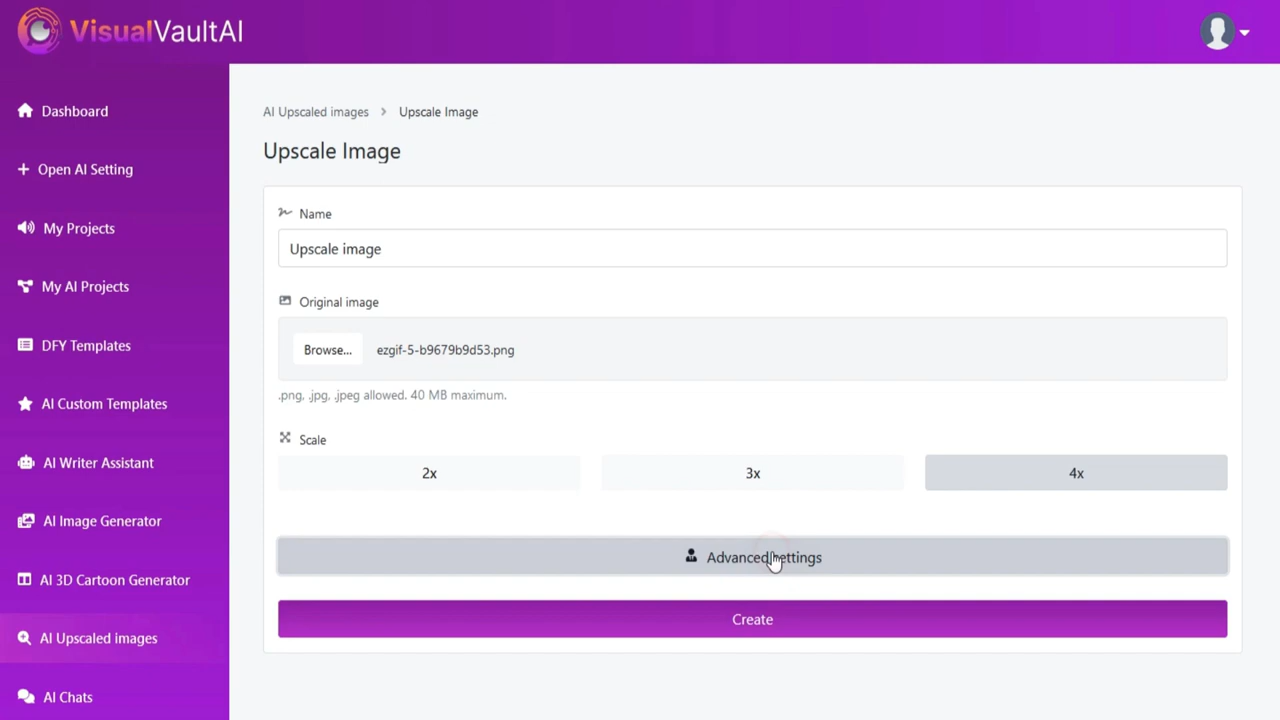 VisualVaultAI
Dashboard
Open AI Setting
My Projects
My AI Projects
DFY Templates
AI Custom Templates
AI Writer Assistant
AI Image Generator
AI 3D Cartoon Generator
AI Upscaled images
AI Chats
AI Upscaled images > Upscale Image
Upscale Image
Name
Upscale image
Original image
Browse... ezgif-5-b9679b9d53.png
.png, .jpg, .jpeg allowed. 40 MB maximum.
Scale
2x 3x 4x
Advanced settings
Create